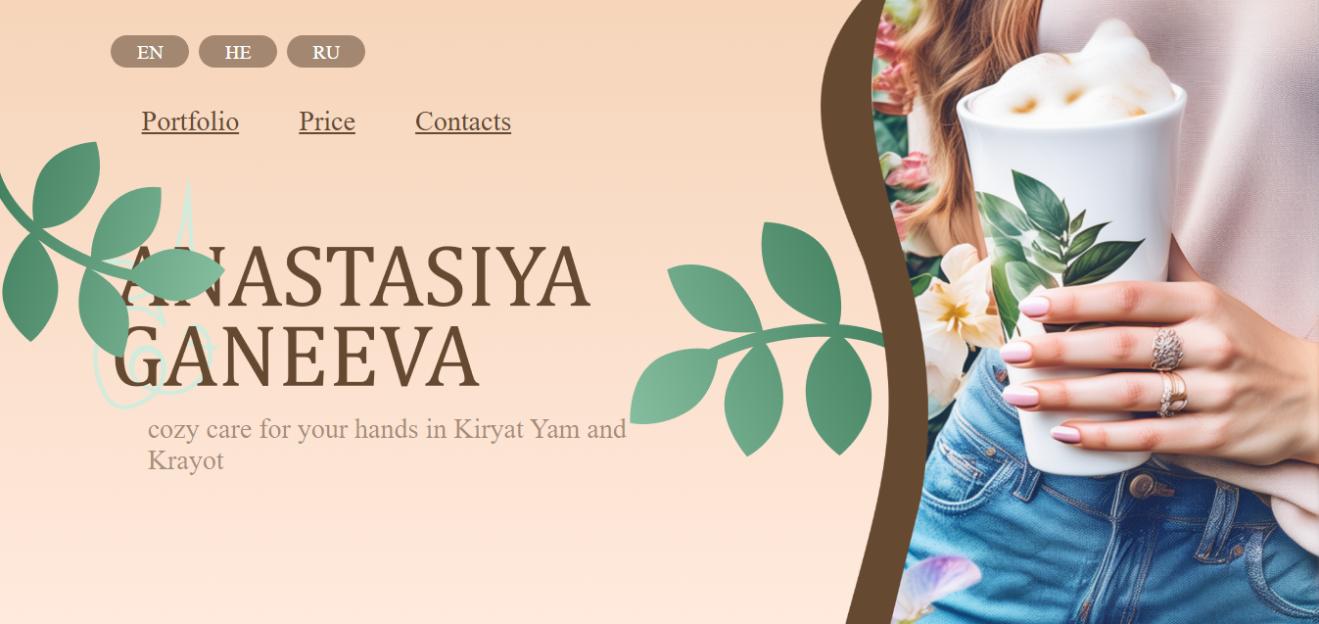 EN HE RU
Portfolio Price Contacts
ANASTASIYA
GANEEVA
cozy care for your hands in Kiryat Yam and
Krayot